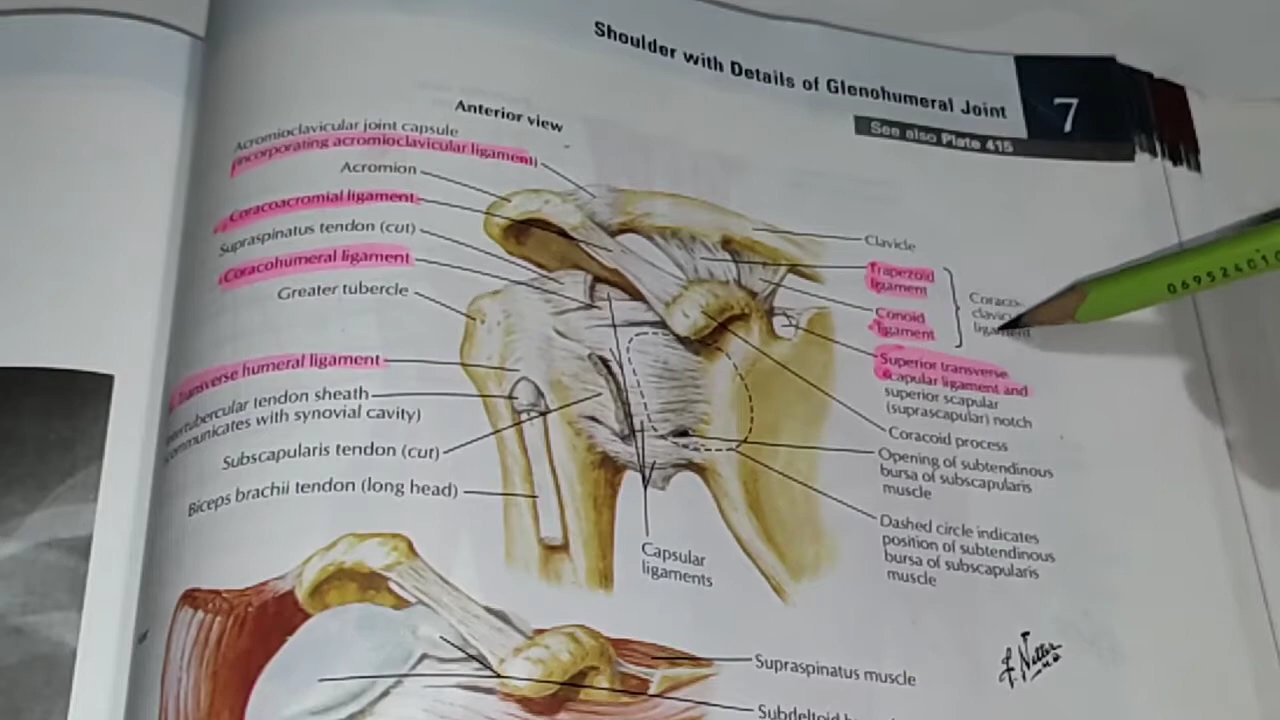 Shoulder with Details of Glenohumeral Joint
7
See also Plate 415
Anterior view
Acromioclavicular joint capsule
(incorporating acromioclavicular ligament)
Acromion
Coracoacromial ligament
Supraspinatus tendon (cut)
Coracohumeral ligament
Greater tubercle
Transverse humeral ligament
tendon sheath
communicates with synovial cavity)
Subscapularis tendon (cut)
Biceps brachii tendon (long head)
Capsular
ligaments
Clavicle
Trapezoid
ligament
Conoid
ligament
ligament
Superior transverse
scapular ligament and
superior scapular
(suprascapular) notch
Coracoid process
Opening of subtendinous
bursa of subscapularis
muscle
Dashed circle indicates
position of subtendinous
bursa of subscapularis
muscle
Supraspinatus muscle
Subdeltoid
F. Netter
M.D.
069524010